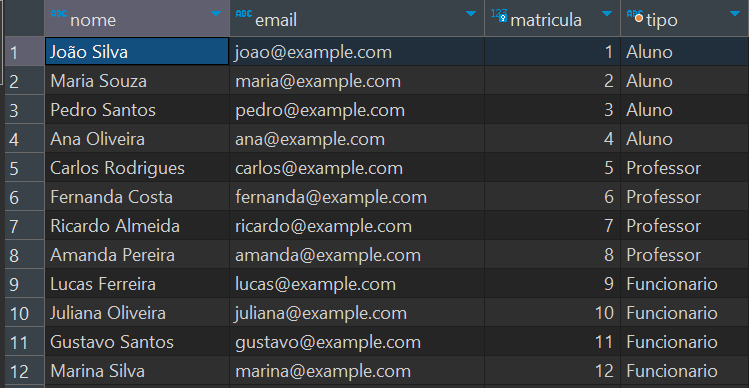 ABC nome ABC email 123 matricula ABC tipo
1 João Silva joao@example.com 1 Aluno
2 Maria Souza maria@example.com 2 Aluno
3 Pedro Santos pedro@example.com 3 Aluno
4 Ana Oliveira ana@example.com 4 Aluno
5 Carlos Rodrigues carlos@example.com 5 Professor
6 Fernanda Costa fernanda@example.com 6 Professor
7 Ricardo Almeida ricardo@example.com 7 Professor
8 Amanda Pereira amanda@example.com 8 Professor
9 Lucas Ferreira lucas@example.com 9 Funcionario
10 Juliana Oliveira juliana@example.com 10 Funcionario
11 Gustavo Santos gustavo@example.com 11 Funcionario
12 Marina Silva marina@example.com 12 Funcionario